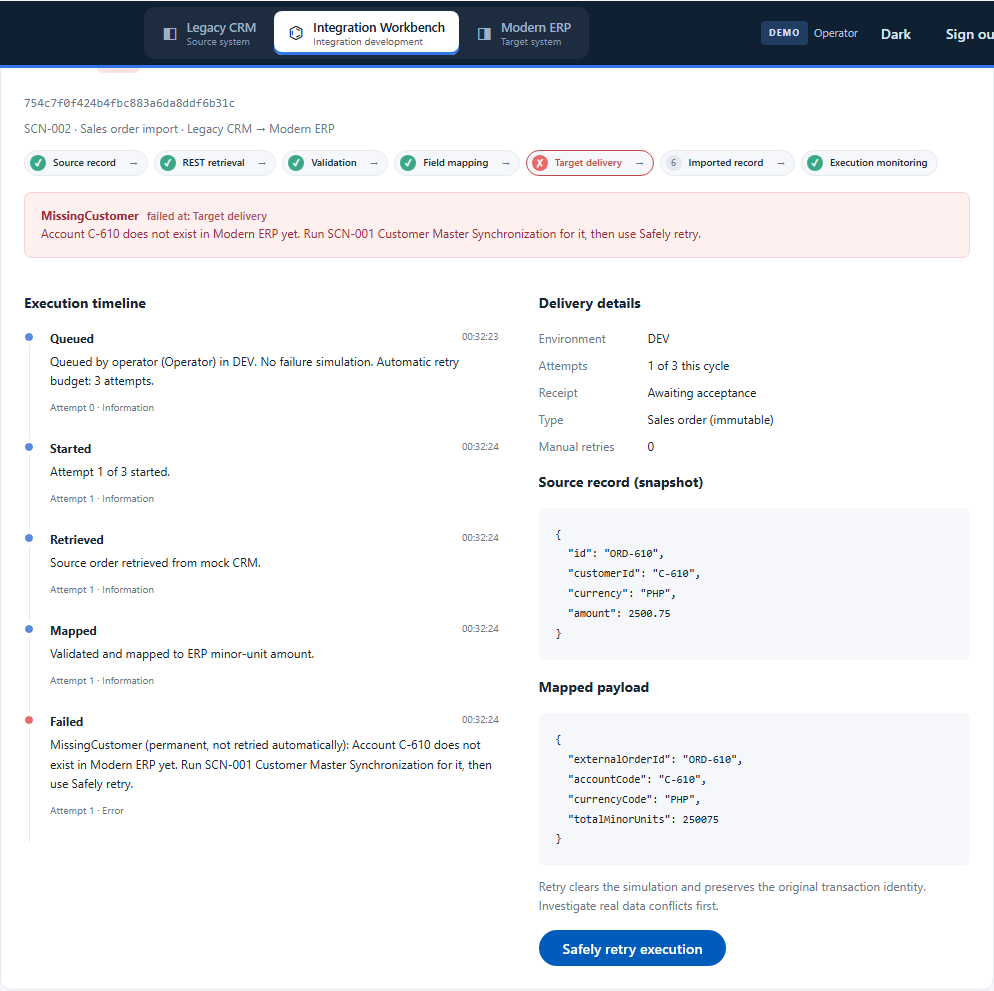 Legacy CRM
Source system
Integration Workbench
Integration development
Modern ERP
Target system
DEMO
Operator
Dark
Sign ou
754c7f0f424b4fbc883a6da8ddf6b31c
SCN-002 · Sales order import · Legacy CRM → Modern ERP
✓ Source record →
✓ REST retrieval →
✓ Validation →
✓ Field mapping →
✗ Target delivery →
6 Imported record →
✓ Execution monitoring
MissingCustomer failed at: Target delivery
Account C-610 does not exist in Modern ERP yet. Run SCN-001 Customer Master Synchronization for it, then use Safely retry.
Execution timeline
Queued 00:32:23
Queued by operator (Operator) in DEV. No failure simulation. Automatic retry
budget: 3 attempts.
Attempt 0 · Information
Started 00:32:24
Attempt 1 of 3 started.
Attempt 1 · Information
Retrieved 00:32:24
Source order retrieved from mock CRM.
Attempt 1 · Information
Mapped 00:32:24
Validated and mapped to ERP minor-unit amount.
Attempt 1 · Information
Failed 00:32:24
MissingCustomer (permanent, not retried automatically): Account C-610 does not
exist in Modern ERP yet. Run SCN-001 Customer Master Synchronization for it, then
use Safely retry.
Attempt 1 · Error
Delivery details
Environment DEV
Attempts 1 of 3 this cycle
Receipt Awaiting acceptance
Type Sales order (immutable)
Manual retries 0
Source record (snapshot)
{
"id": "ORD-610",
"customerId": "C-610",
"currency": "PHP",
"amount": 2500.75
}
Mapped payload
{
"externalOrderId": "ORD-610",
"accountCode": "C-610",
"currencyCode": "PHP",
"totalMinorUnits": 250075
}
Retry clears the simulation and preserves the original transaction identity.
Investigate real data conflicts first.
Safely retry execution